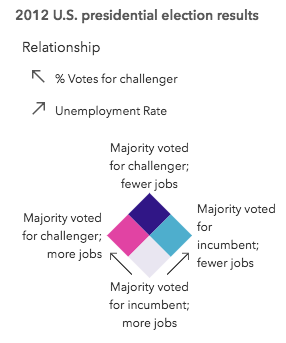 2012 U.S. presidential election results
Relationship
% Votes for challenger
Unemployment Rate
Majority voted
for challenger;
fewer jobs
Majority voted
for challenger;
more jobs
Majority voted
for
incumbent;
fewer jobs
Majority voted
for incumbent;
more jobs